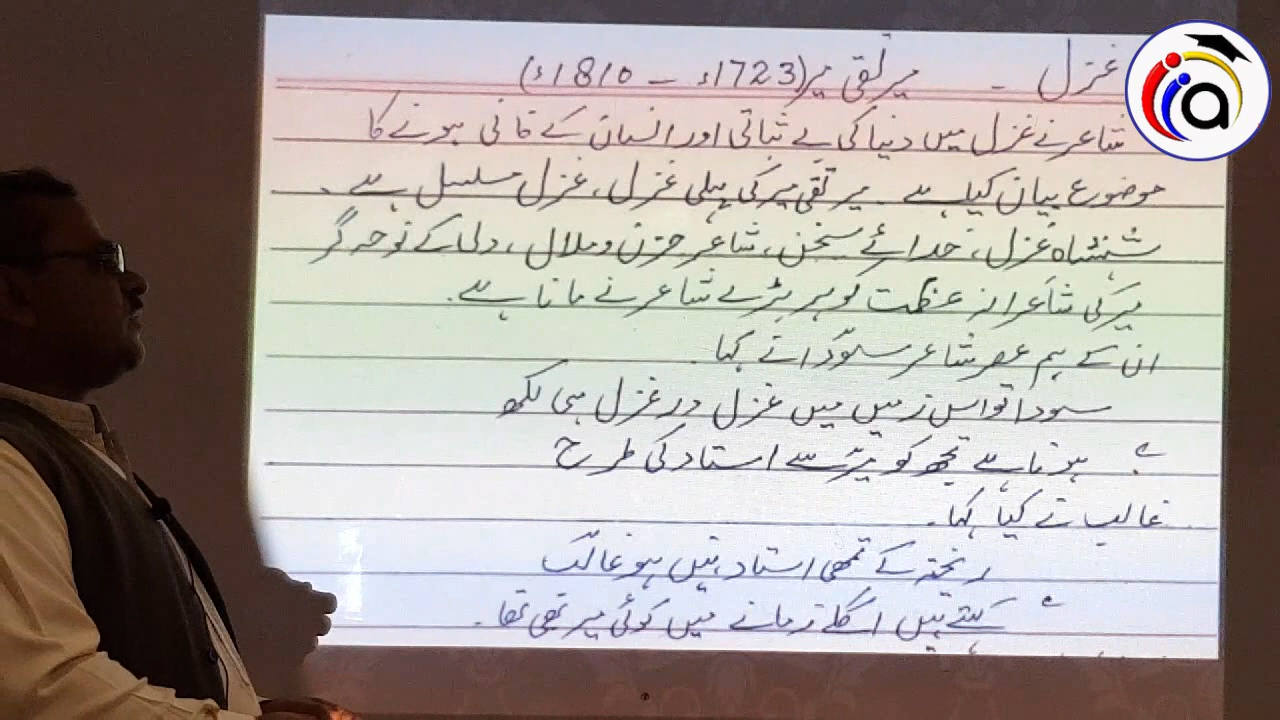 غزل ۔ میر تقی میر (1723ء – 1810ء)
شاعر نے غزل میں دنیا کی بے ثباتی اور انسان کے فانی ہونے کا
موضوع بیان کیا ہے۔ میر تقی میر کی پہلی غزل، غزل مسلسل ہے۔
شہنشاہ غزل، خدائے سخن، شاعر حزن و ملال، دلی کے نوحہ گر
میر کی شاعرانہ عظمت کو ہر بڑے شاعر نے مانا ہے۔
ان کے ہم عصر شاعر سوؔدا نے کہا۔
سودا تو اس زمیں میں غزل در غزل ہی لکھ
؎ ہونا ہے تجھ کو میرؔ سے استاد کی طرح
غالب نے کہا۔
ریختہ کے تمھی استاد نہیں ہو غالبؔ
؎ کہتے ہیں اگلے زمانے میں کوئی میر بھی تھا۔
a